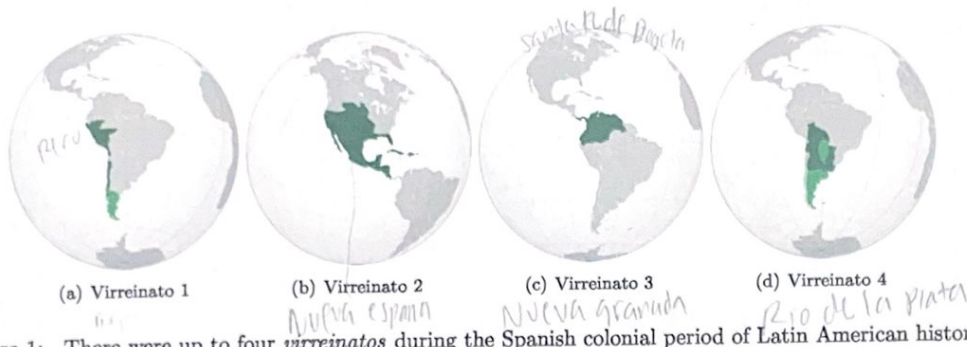 Santa Fe de Bogota
Peru
(a) Virreinato 1
(b) Virreinato 2
(c) Virreinato 3
(d) Virreinato 4
Nueva españa
Nueva granada
Rio de la Plata
1: There were up to four virreinatos during the Spanish colonial period of Latin American histor